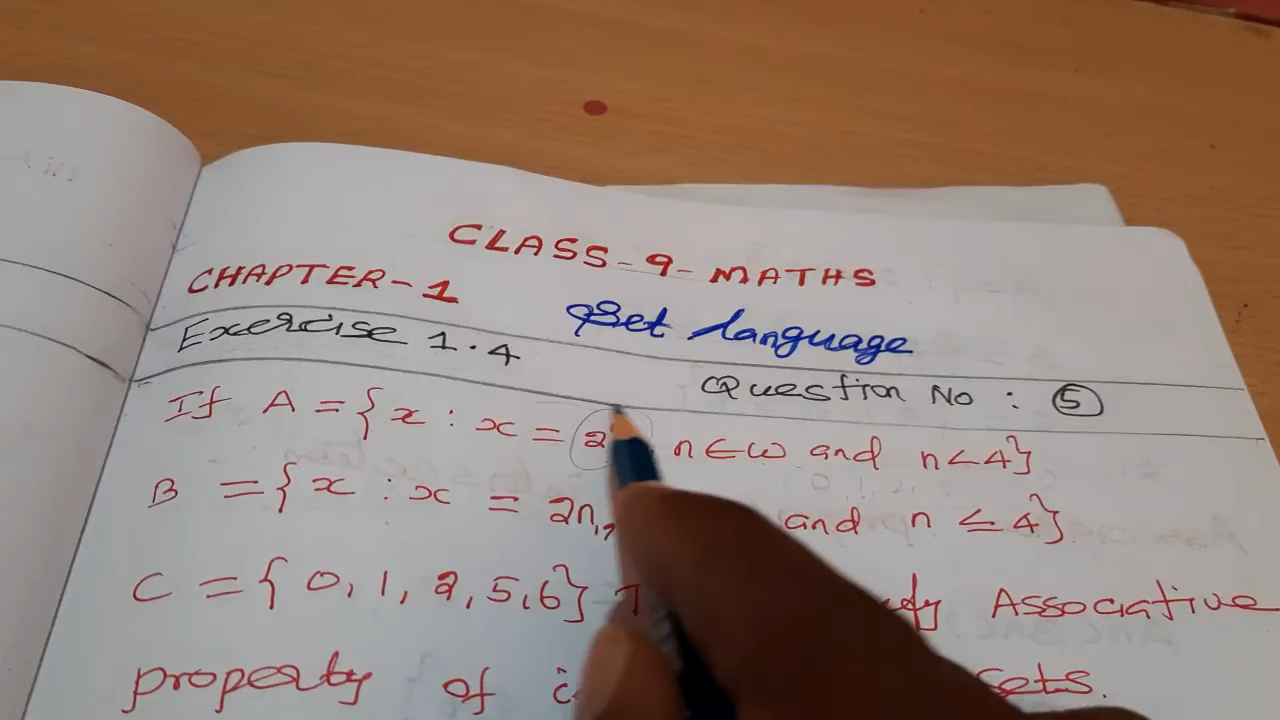 CLASS-9-MATHS
CHAPTER-1
Set language
Exercise 1.4
Question No : 5
If A = { x : x = 2 , n ∈ W and n < 4 }
B = { x : x = 2n, and n ≤ 4 }.
C = { 0, 1, 2, 5, 6 } Associative
property of sets.